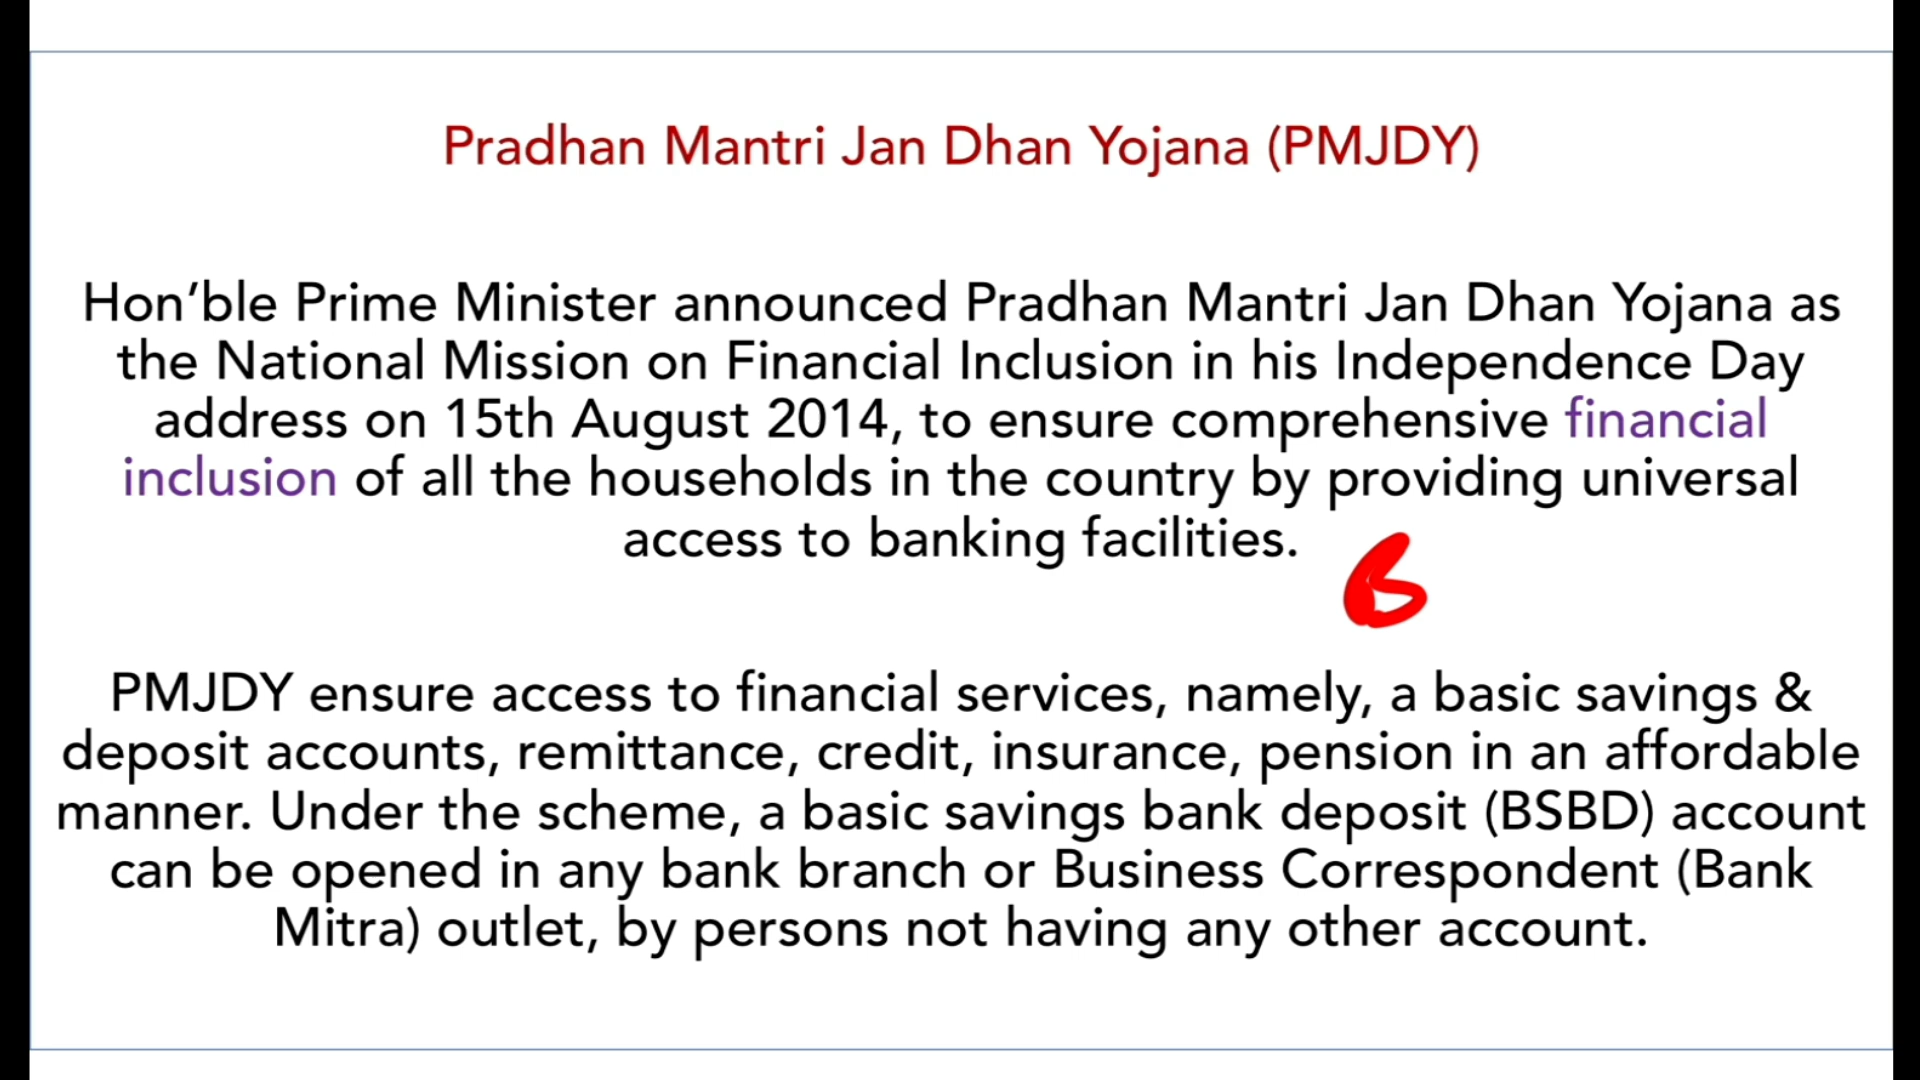 Pradhan Mantri Jan Dhan Yojana (PMJDY)
Hon’ble Prime Minister announced Pradhan Mantri Jan Dhan Yojana as
the National Mission on Financial Inclusion in his Independence Day
address on 15th August 2014, to ensure comprehensive financial
inclusion of all the households in the country by providing universal
access to banking facilities.
PMJDY ensure access to financial services, namely, a basic savings &
deposit accounts, remittance, credit, insurance, pension in an affordable
manner. Under the scheme, a basic savings bank deposit (BSBD) account
can be opened in any bank branch or Business Correspondent (Bank
Mitra) outlet, by persons not having any other account.